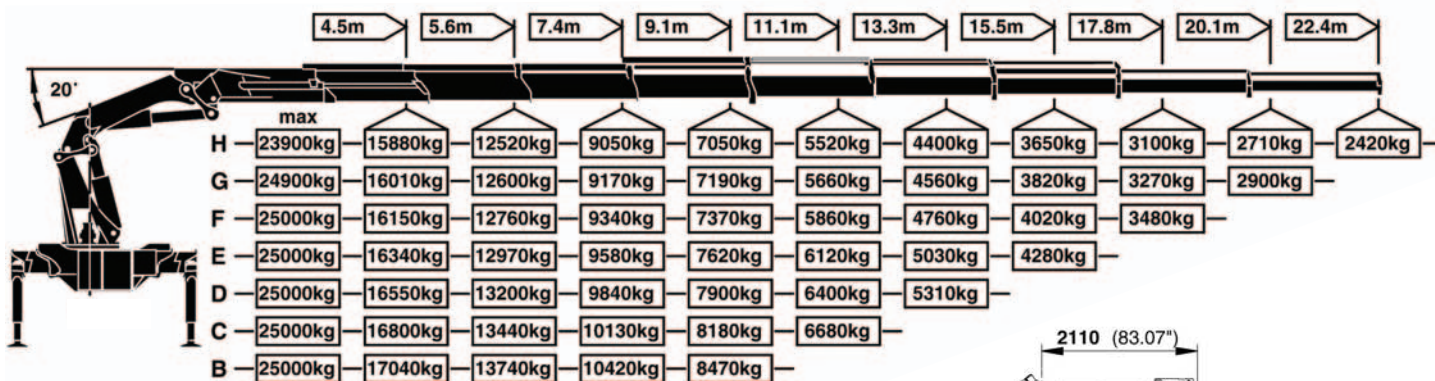 4.5m 5.6m 7.4m 9.1m 11.1m 13.3m 15.5m 17.8m 20.1m 22.4m
20°
max
H 23900kg 15880kg 12520kg 9050kg 7050kg 5520kg 4400kg 3650kg 3100kg 2710kg 2420kg
G 24900kg 16010kg 12600kg 9170kg 7190kg 5660kg 4560kg 3820kg 3270kg 2900kg
F 25000kg 16150kg 12760kg 9340kg 7370kg 5860kg 4760kg 4020kg 3480kg
E 25000kg 16340kg 12970kg 9580kg 7620kg 6120kg 5030kg 4280kg
D 25000kg 16550kg 13200kg 9840kg 7900kg 6400kg 5310kg
C 25000kg 16800kg 13440kg 10130kg 8180kg 6680kg
2110 (83.07")
B 25000kg 17040kg 13740kg 10420kg 8470kg